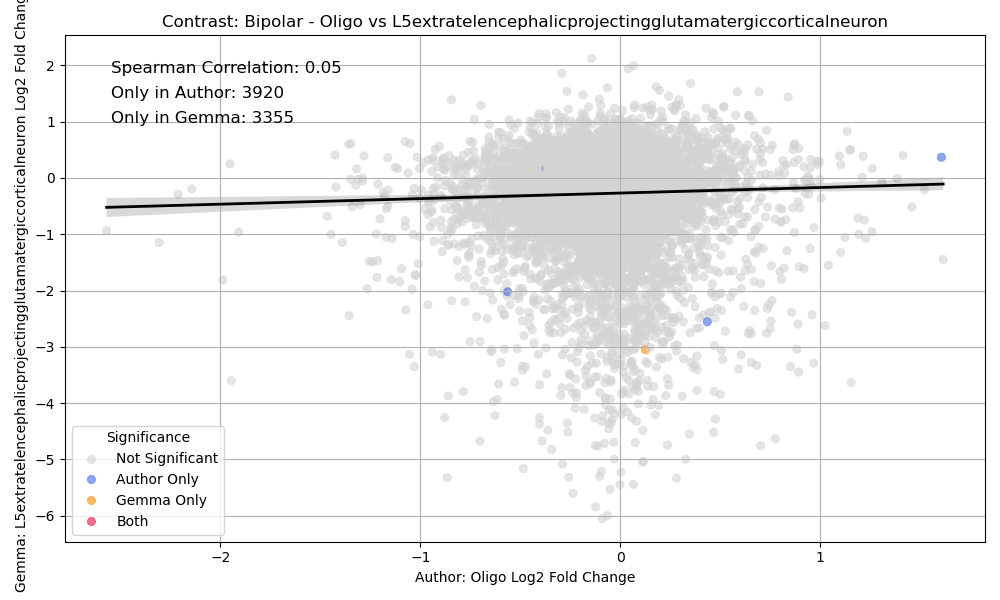 Contrast: Bipolar - Oligo vs L5extratelencephalicprojectingglutamatergiccorticalneuron
Gemma: L5extratelencephalicprojectingglutamatergiccorticalneuron Log2 Fold Chang
2
1
0
−1
−2
−3
−4
−5
−6
Spearman Correlation: 0.05
Only in Author: 3920
Only in Gemma: 3355
Significance
Not Significant
Author Only
Gemma Only
Both
−2
−1
0
1
Author: Oligo Log2 Fold Change